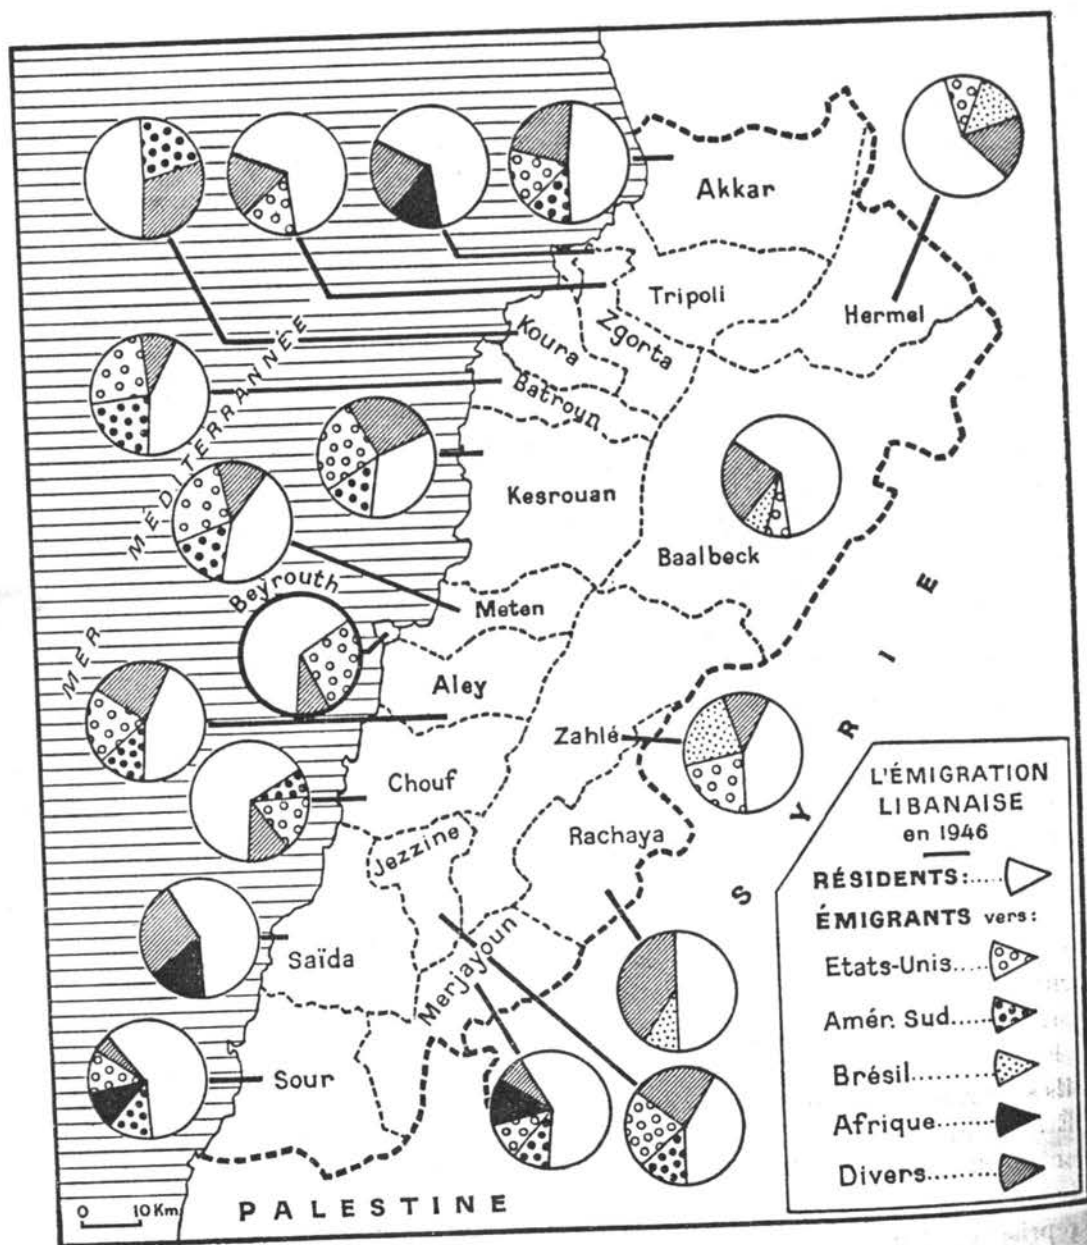 Akkar
Tripoli
Hermel
Zgorta
Koura
Batroun
MER MÉDITERRANNÉE
Kesrouan
Baalbeck
Beyrouth
Meten
Aley
Zahlé
SYRIE
Chouf
Rachaya
Jezzine
Saïda
Merjayoun
Sour
PALESTINE
0 10 Km.
L'ÉMIGRATION
LIBANAISE
en 1946
RÉSIDENTS:.....
ÉMIGRANTS vers:
Etats-Unis.....
Amér. Sud.....
Brésil..........
Afrique........
Divers.........